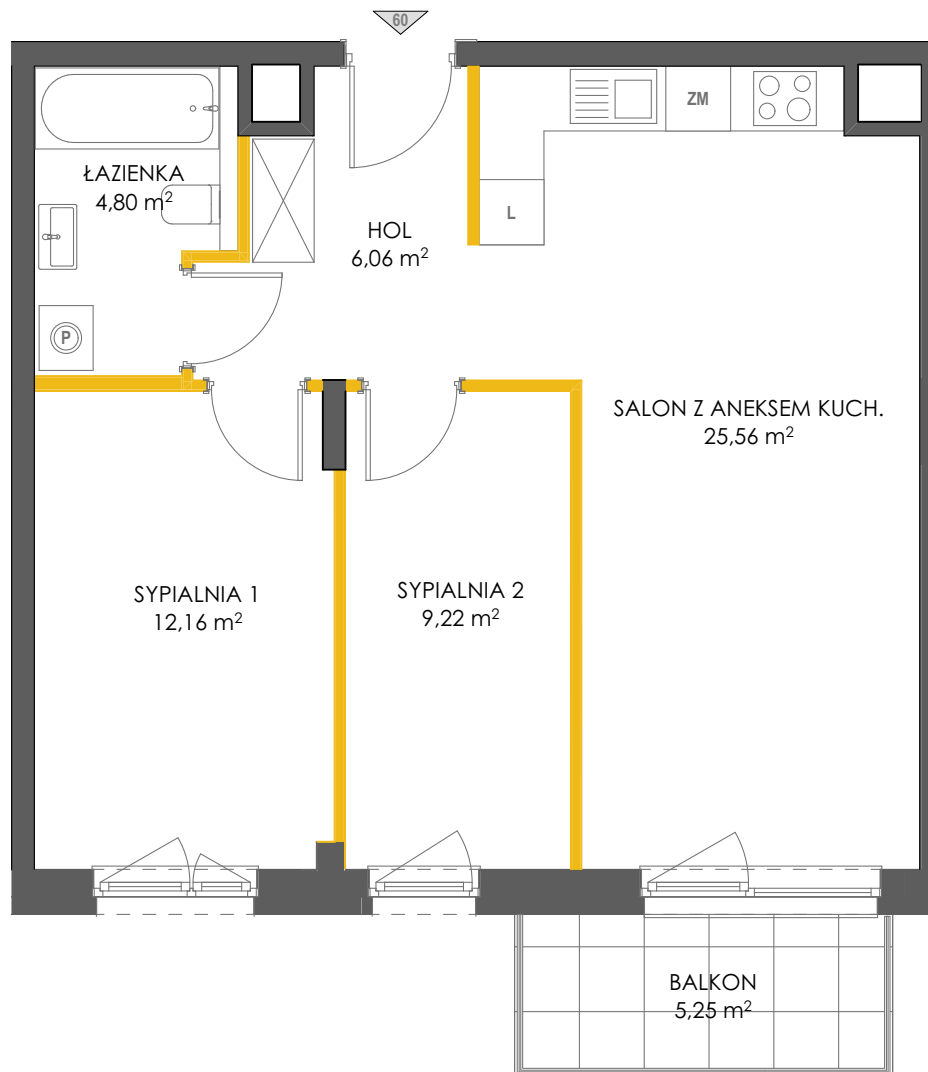 60
ZM
ŁAZIENKA
4,80 m²
L
HOL
6,06 m²
P
SALON Z ANEKSEM KUCH.
25,56 m²
SYPIALNIA 1
12,16 m²
SYPIALNIA 2
9,22 m²
BALKON
5,25 m²